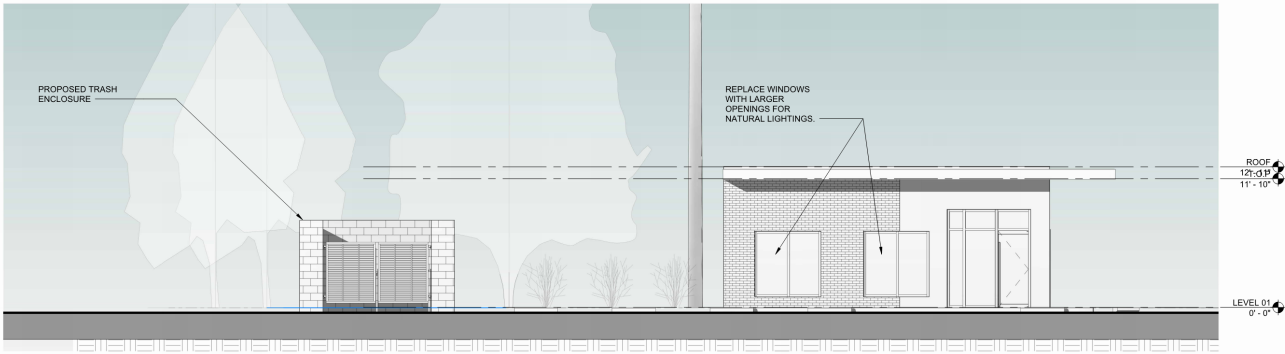 PROPOSED TRASH
ENCLOSURE
REPLACE WINDOWS
WITH LARGER
OPENINGS FOR
NATURAL LIGHTINGS.
ROOF
11' - 10"
LEVEL 01
0' - 0"